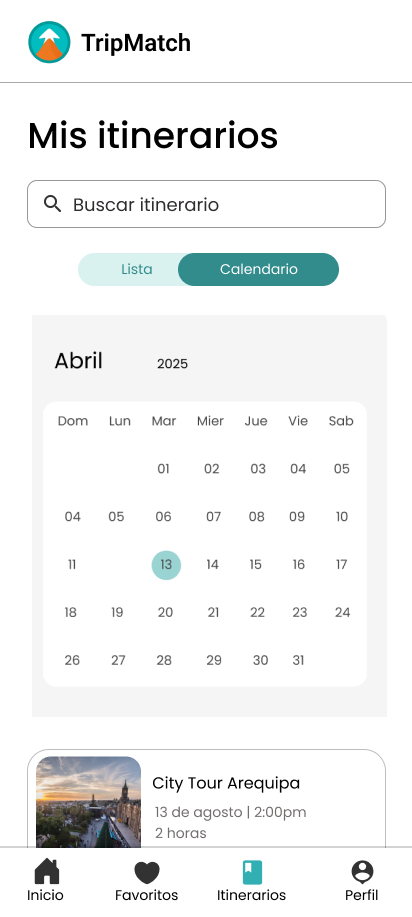 TripMatch
Mis itinerarios
Buscar itinerario
Lista Calendario
Abril 2025
Dom Lun Mar Mier Jue Vie Sab
01 02 03 04 05
04 05 06 07 08 09 10
11 13 14 15 16 17
18 19 20 21 22 23 24
26 27 28 29 30 31
City Tour Arequipa
13 de agosto | 2:00pm
2 horas
Inicio Favoritos Itinerarios Perfil